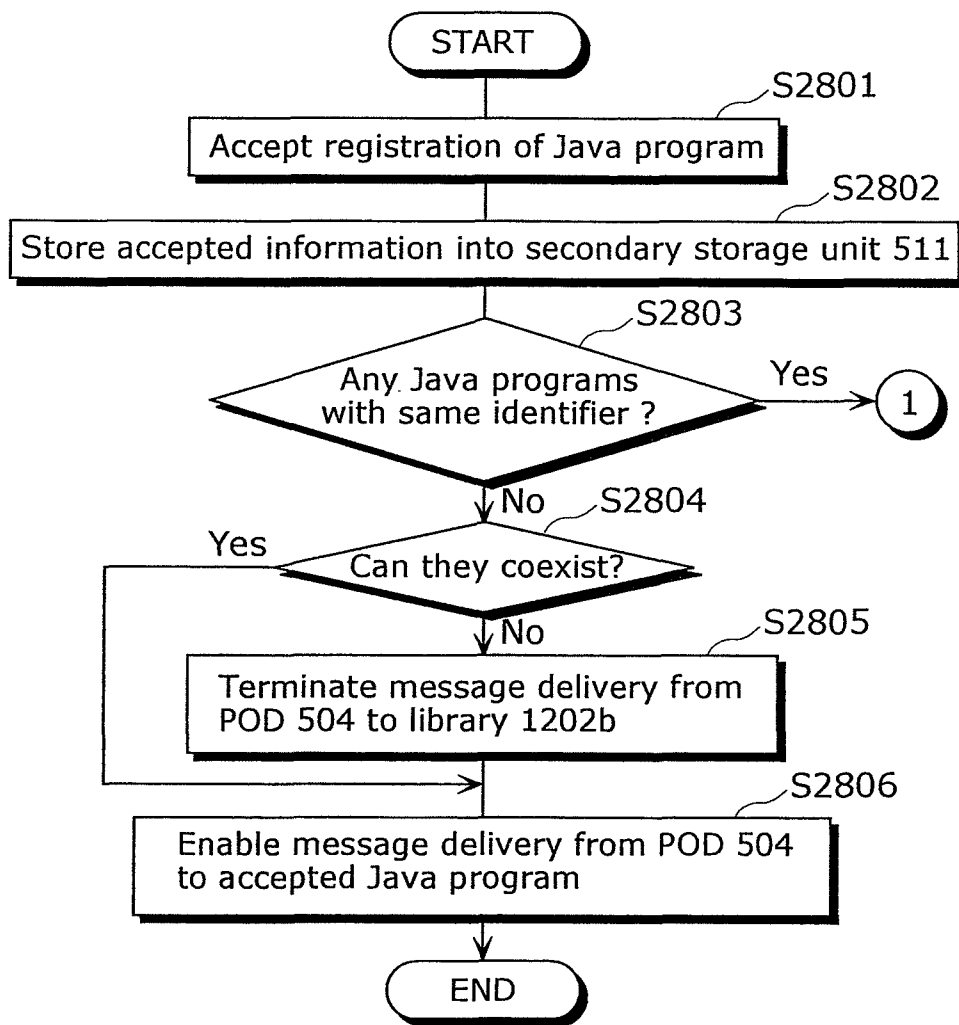 START
S2801
Accept registration of Java program
S2802
Store accepted information into secondary storage unit 511
S2803
Any Java programs
with same identifier ?
Yes
1
No
S2804
Yes
Can they coexist?
No
S2805
Terminate message delivery from
POD 504 to library 1202b
S2806
Enable message delivery from POD 504
to accepted Java program
END